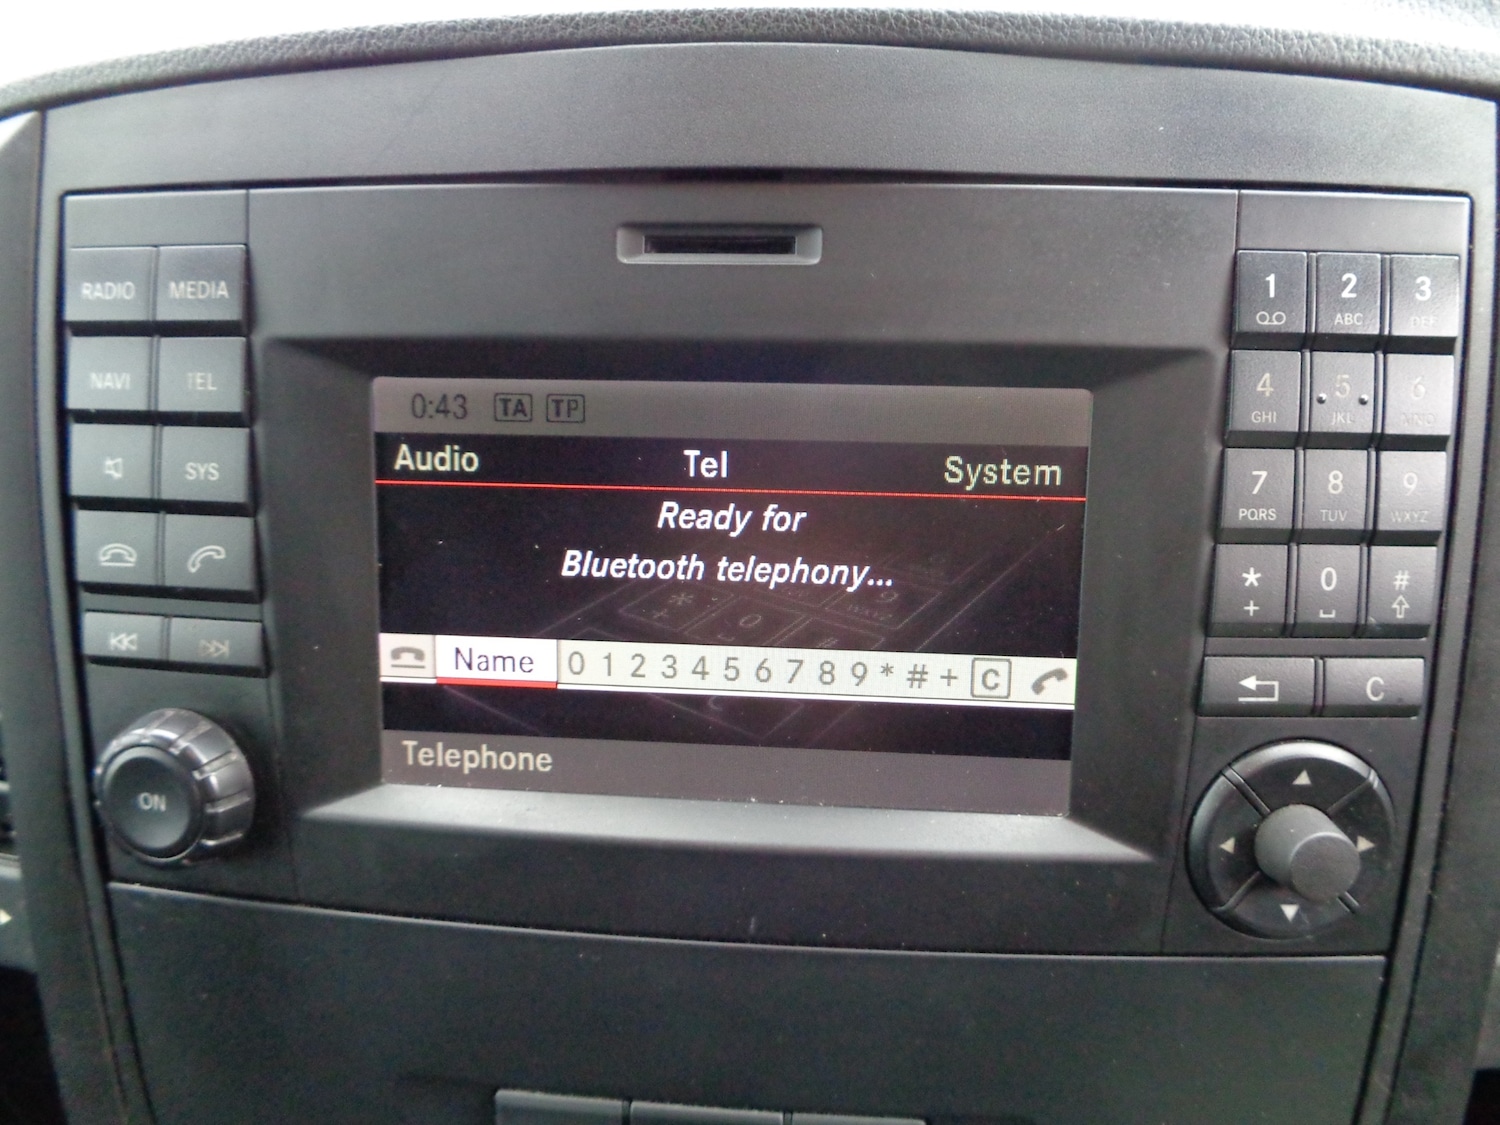 RADIO MEDIA
NAVI TEL
SYS
ON
0:43 TA TP
Audio Tel System
Ready for
Bluetooth telephony...
Name 0 1 2 3 4 5 6 7 8 9 * # + C
Telephone
1 2 3
ABC DEF
4 5 6
GHI JKL MNO
7 8 9
PQRS TUV WXYZ
* 0 #
+
C